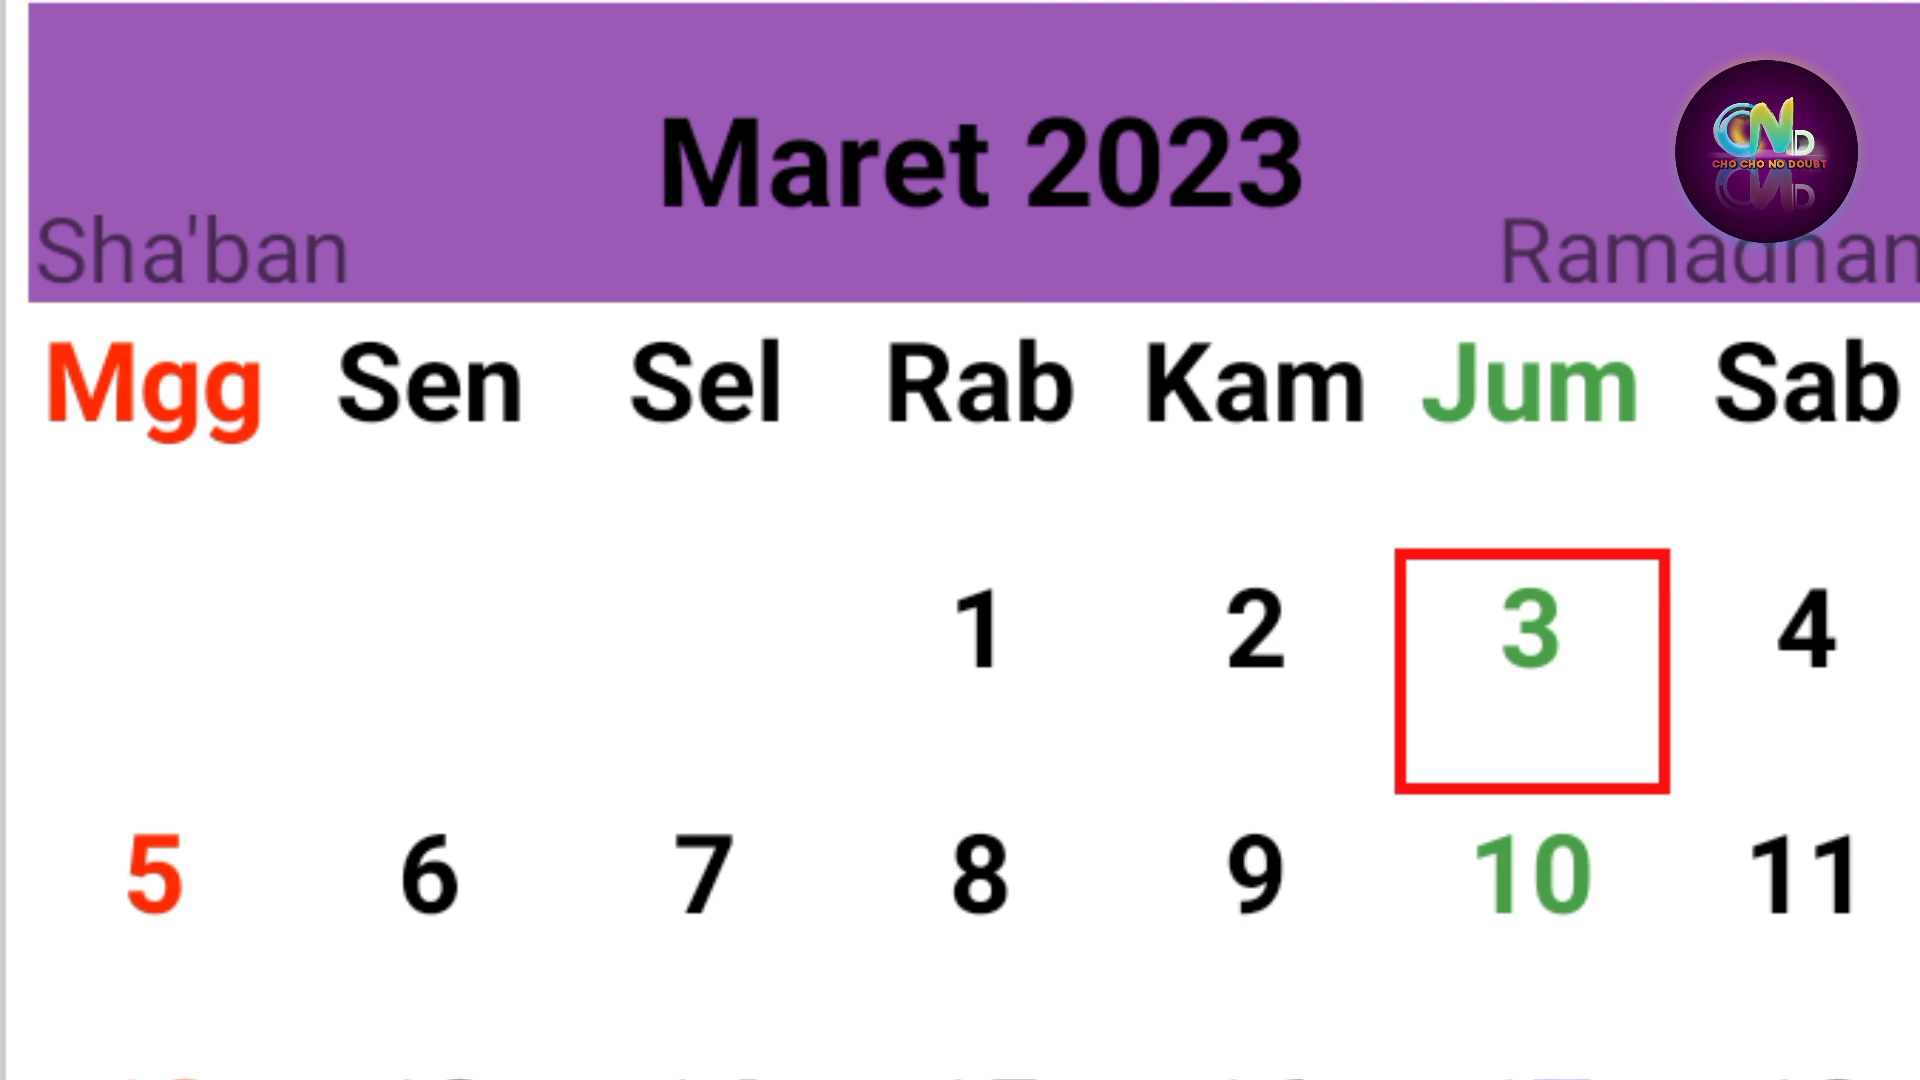 Maret 2023
CND
CHO CHO NO DOUBT
Sha'ban Ramadhan
Mgg Sen Sel Rab Kam Jum Sab
1 2 3 4
5 6 7 8 9 10 11